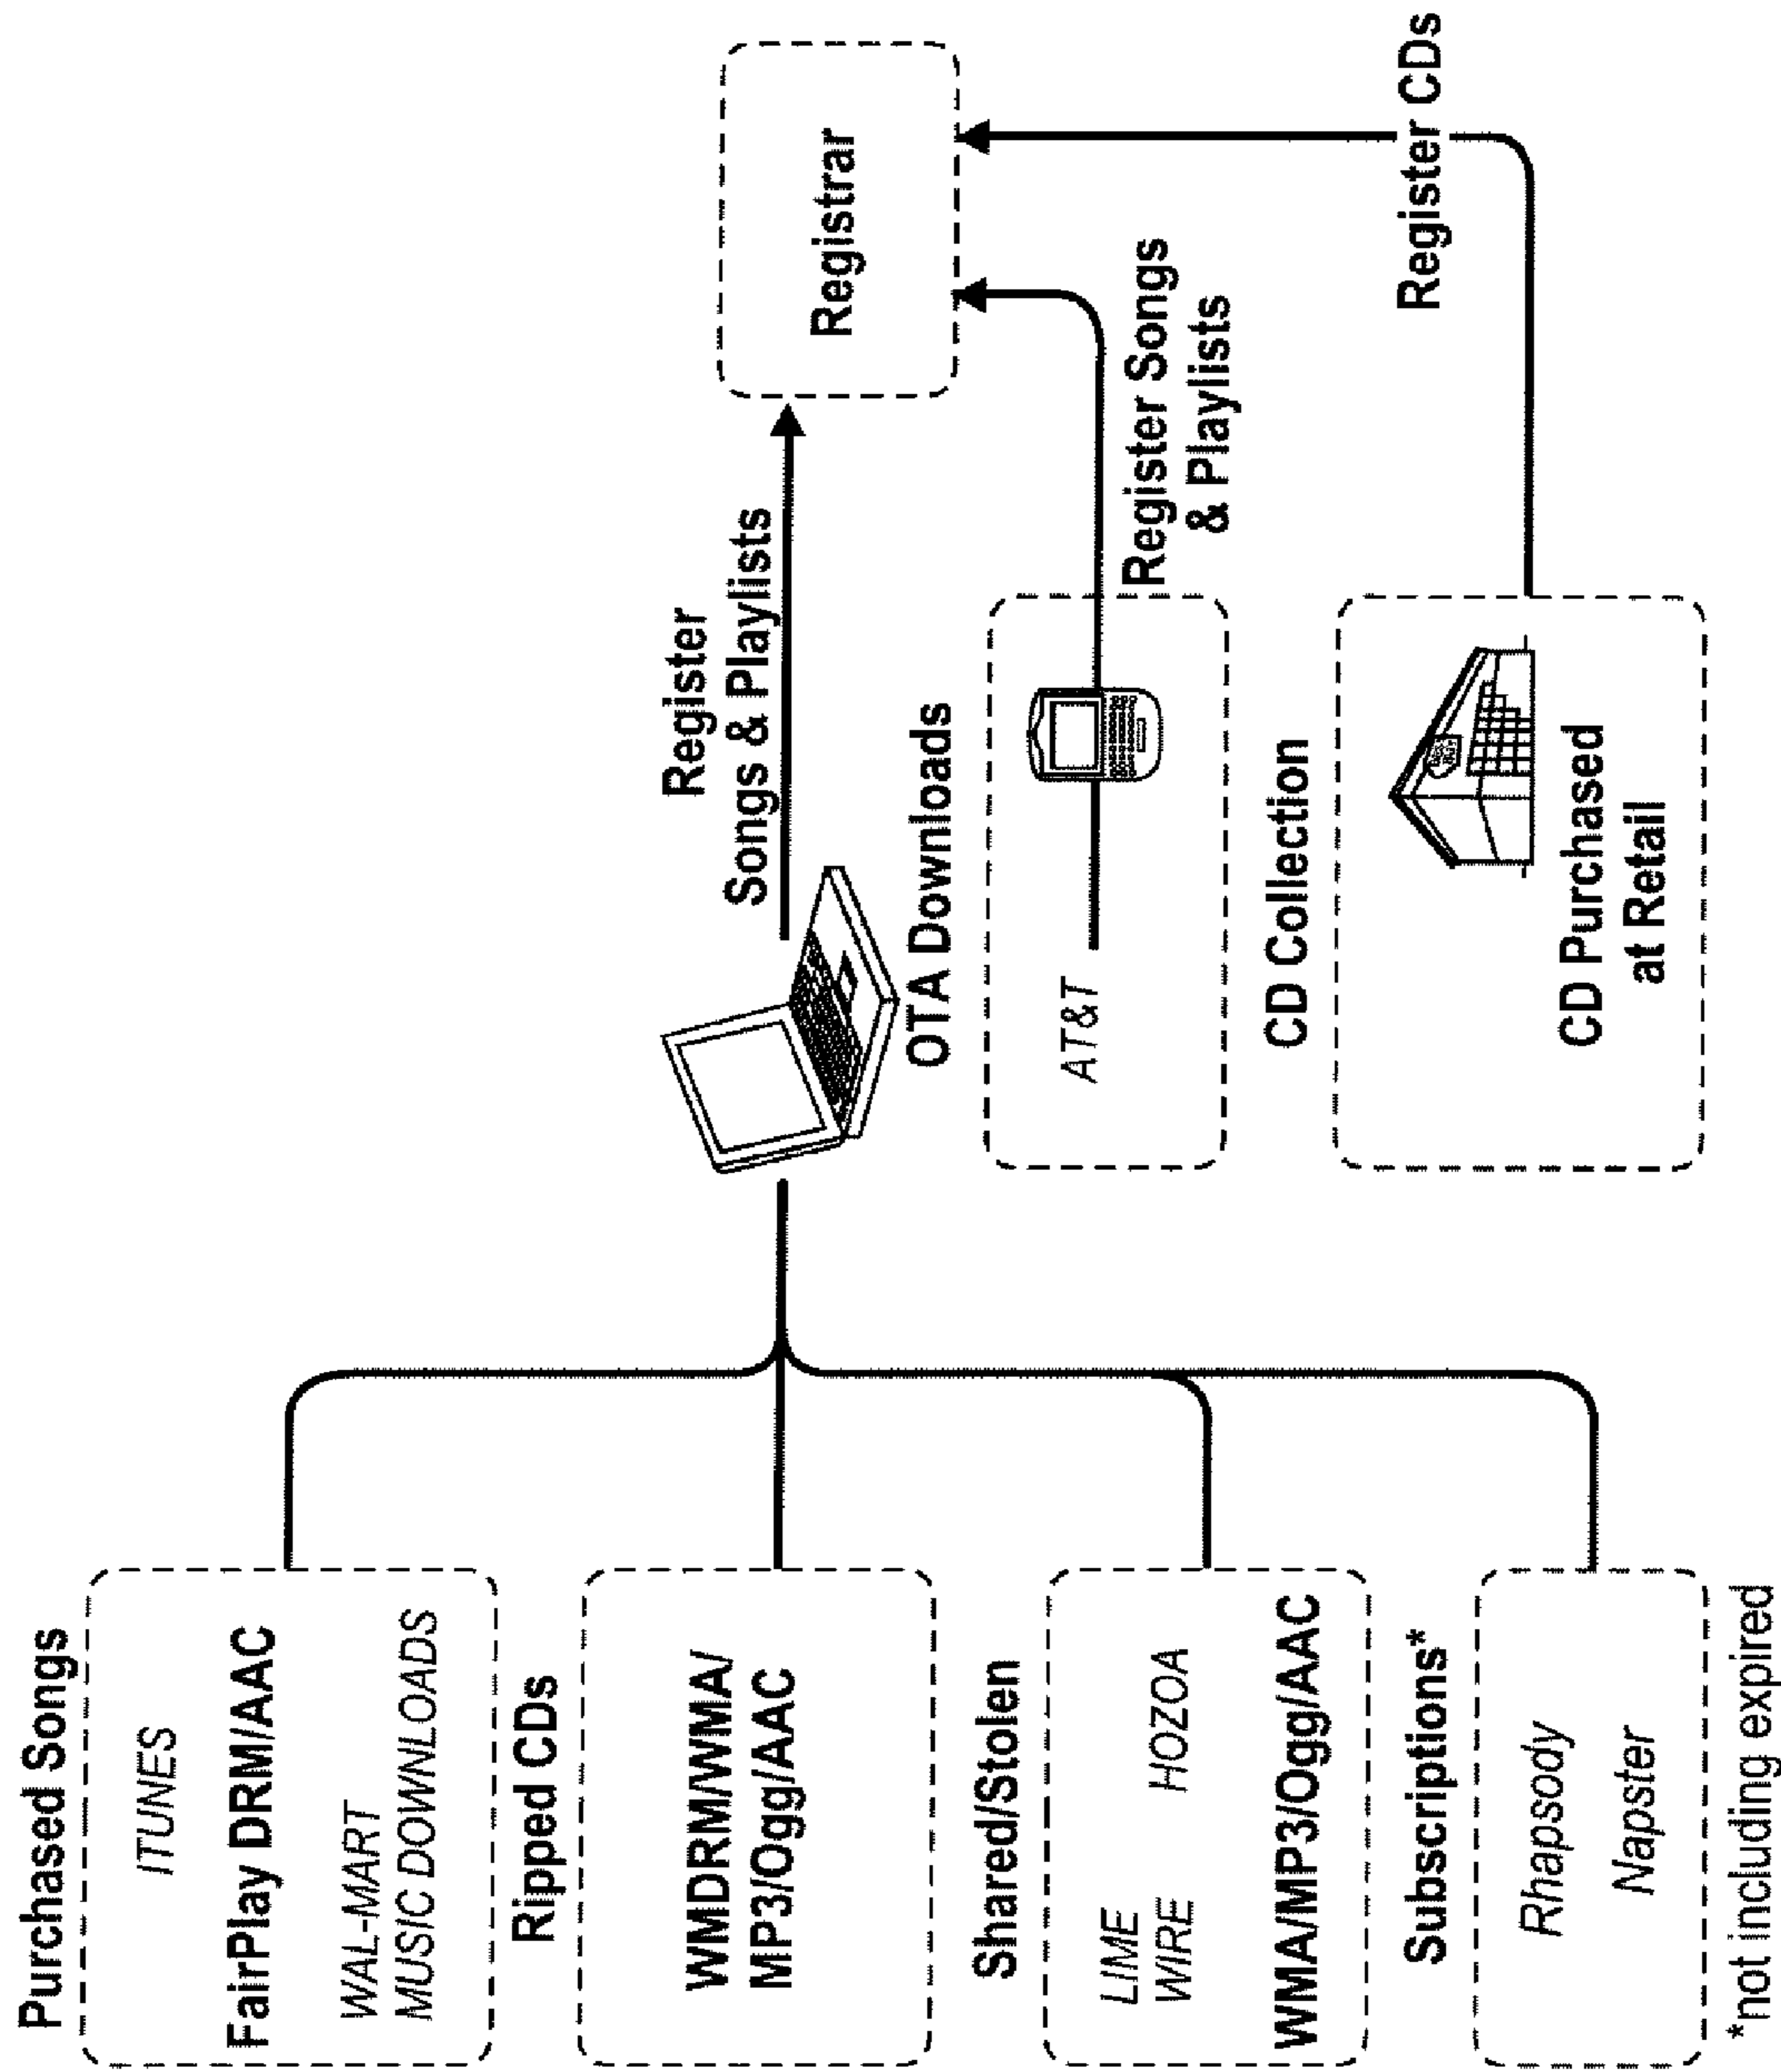 Purchased Songs
ITUNES
FairPlay DRM/AAC
WAL-MART
MUSIC DOWNLOADS
Ripped CDs
WMDRM/WMA/
MP3/Ogg/AAC
Shared/Stolen
LIME
WIRE
HOZOA
WMA/MP3/Ogg/AAC
Subscriptions*
Rhapsody
Napster
*not including expired
Register
Songs & Playlists
OTA Downloads
AT&T
Register Songs
& Playlists
CD Collection
CD Purchased
at Retail
Registrar
Register CDs